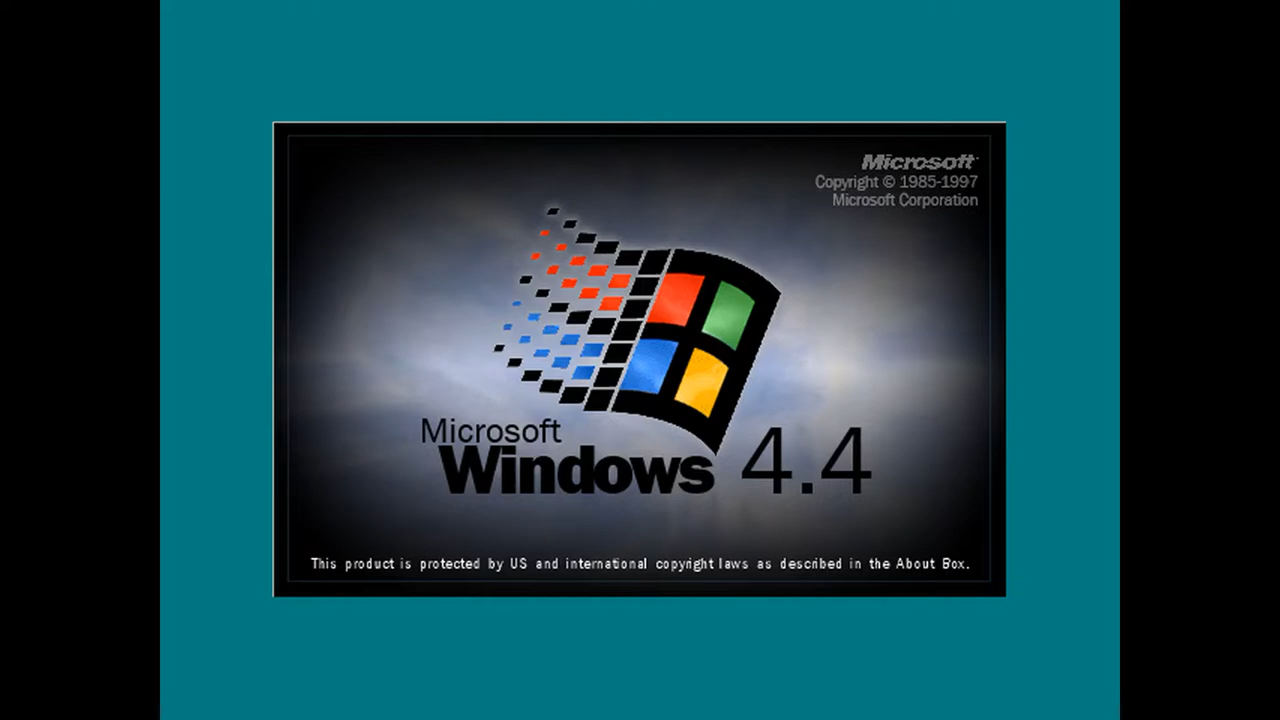 Microsoft
Copyright © 1985-1997
Microsoft Corporation
Microsoft
Windows 4.4
This product is protected by US and international copyright laws as described in the About Box.